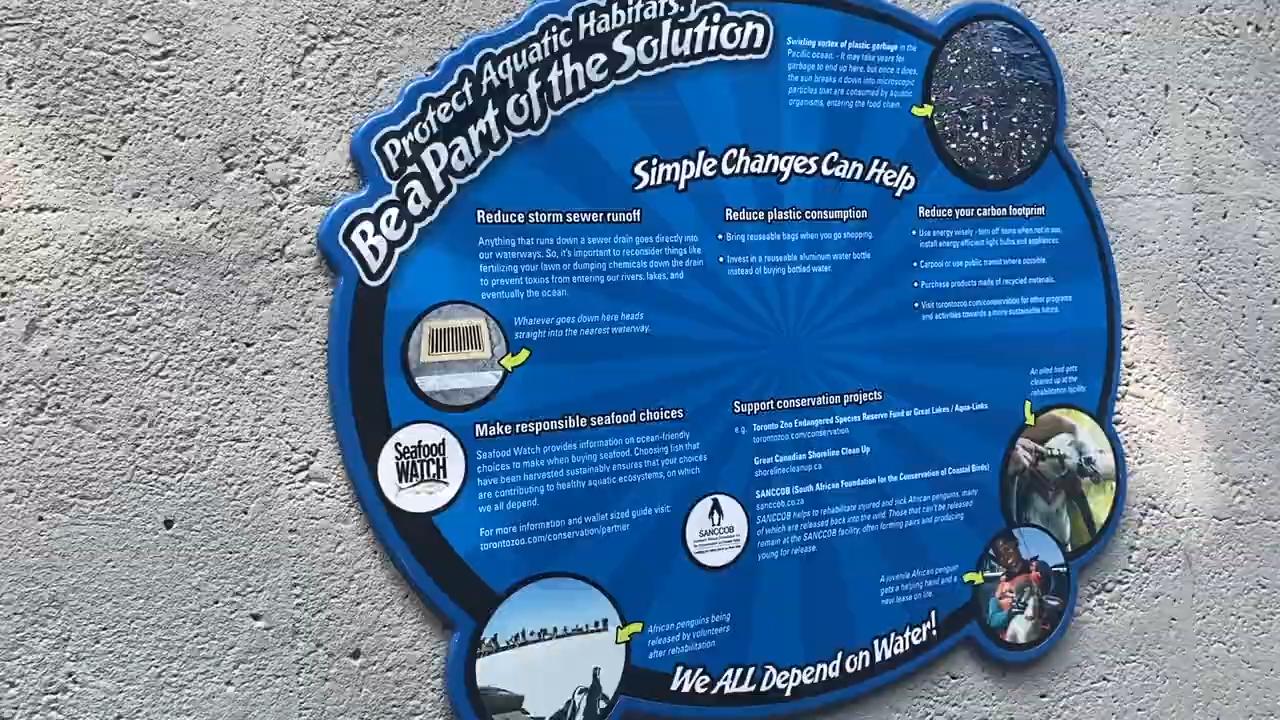 Protect Aquatic Habitats!
Be a Part of the Solution
Swirling vortex of plastic garbage in the
Pacific ocean. - It may take years for
garbage to end up here, but once it does,
the sun breaks it down into microscopic
particles that are consumed by aquatic
organisms, entering the food chain.
Simple Changes Can Help
Reduce storm sewer runoff
Anything that runs down a sewer drain goes directly into
our waterways. So, it's important to reconsider things like
fertilizing your lawn or dumping chemicals down the drain
to prevent toxins from entering our rivers, lakes, and
eventually the ocean.
Whatever goes down here heads
straight into the nearest waterway.
Reduce plastic consumption
• Bring reuseable bags when you go shopping.
• Invest in a reuseable aluminum water bottle
instead of buying bottled water.
Reduce your carbon footprint
• Use energy wisely - turn off items when not in use,
install energy efficient light bulbs and appliances.
• Carpool or use public transit where possible.
• Purchase products made of recycled materials.
• Visit torontozoo.com/conservation for other programs
and activities towards a more sustainable future.
Make responsible seafood choices
Seafood
WATCH
Seafood Watch provides information on ocean-friendly
choices to make when buying seafood. Choosing fish that
have been harvested sustainably ensures that your choices
are contributing to healthy aquatic ecosystems, on which
we all depend.
For more information and wallet sized guide visit:
torontozoo.com/conservation/partner
Support conservation projects
e.g. Toronto Zoo Endangered Species Reserve Fund or Great Lakes / Aqua-Links
torontozoo.com/conservation
Great Canadian Shoreline Clean Up
shorelinecleanup.ca
SANCCOB (South African Foundation for the Conservation of Coastal Birds)
sanccob.co.za
SANCCOB helps to rehabilitate injured and sick African penguins, many
of which are released back into the wild. Those that can't be released
remain at the SANCCOB facility, often forming pairs and producing
young for release.
SANCCOB
An oiled bird gets
cleaned up at the
rehabilitation facility.
A juvenile African penguin
gets a helping hand and a
new lease on life.
African penguins being
released by volunteers
after rehabilitation.
We ALL Depend on Water!